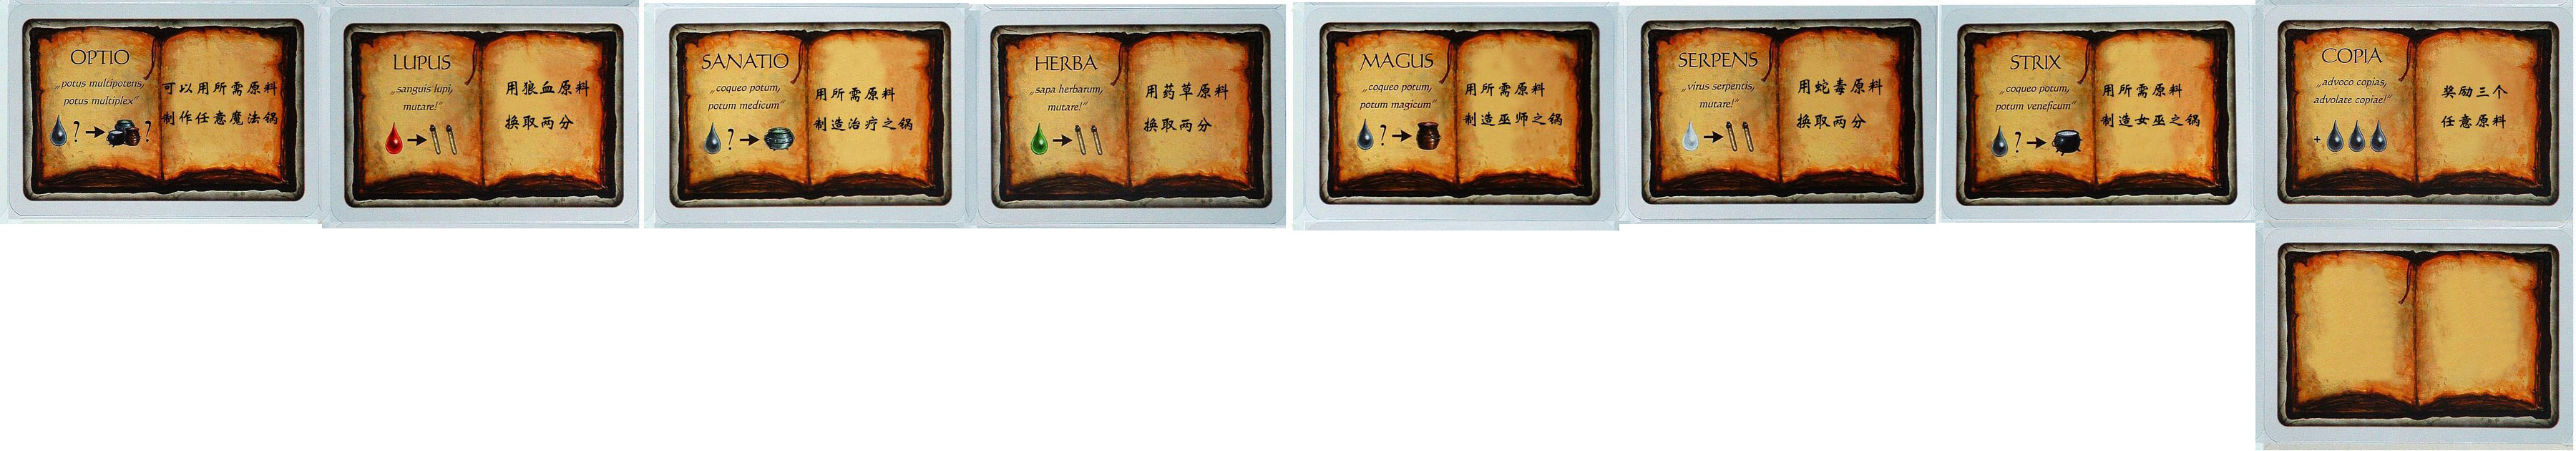 OPTIO
„potus multipotens,
potus multiplex"
? ?
可以用所需原料
制作任意魔法锅
LUPUS
„sanguis lupi,
mutare!"
用狼血原料
换取两分
SANATIO
„coqueo potum,
potum medicum"
?
用所需原料
制造治疗之锅
HERBA
„sapa herbarum,
mutare!"
用药草原料
换取两分
MAGUS
„coqueo potum,
potum magicum"
?
用所需原料
制造巫师之锅
SERPENS
„virus serpentis,
mutare!"
用蛇毒原料
换取两分
STRIX
„coqueo potum,
potum veneficum"
?
用所需原料
制造女巫之锅
COPIA
„advoco copias,
advolate copiae!"
+
奖励三个
任意原料